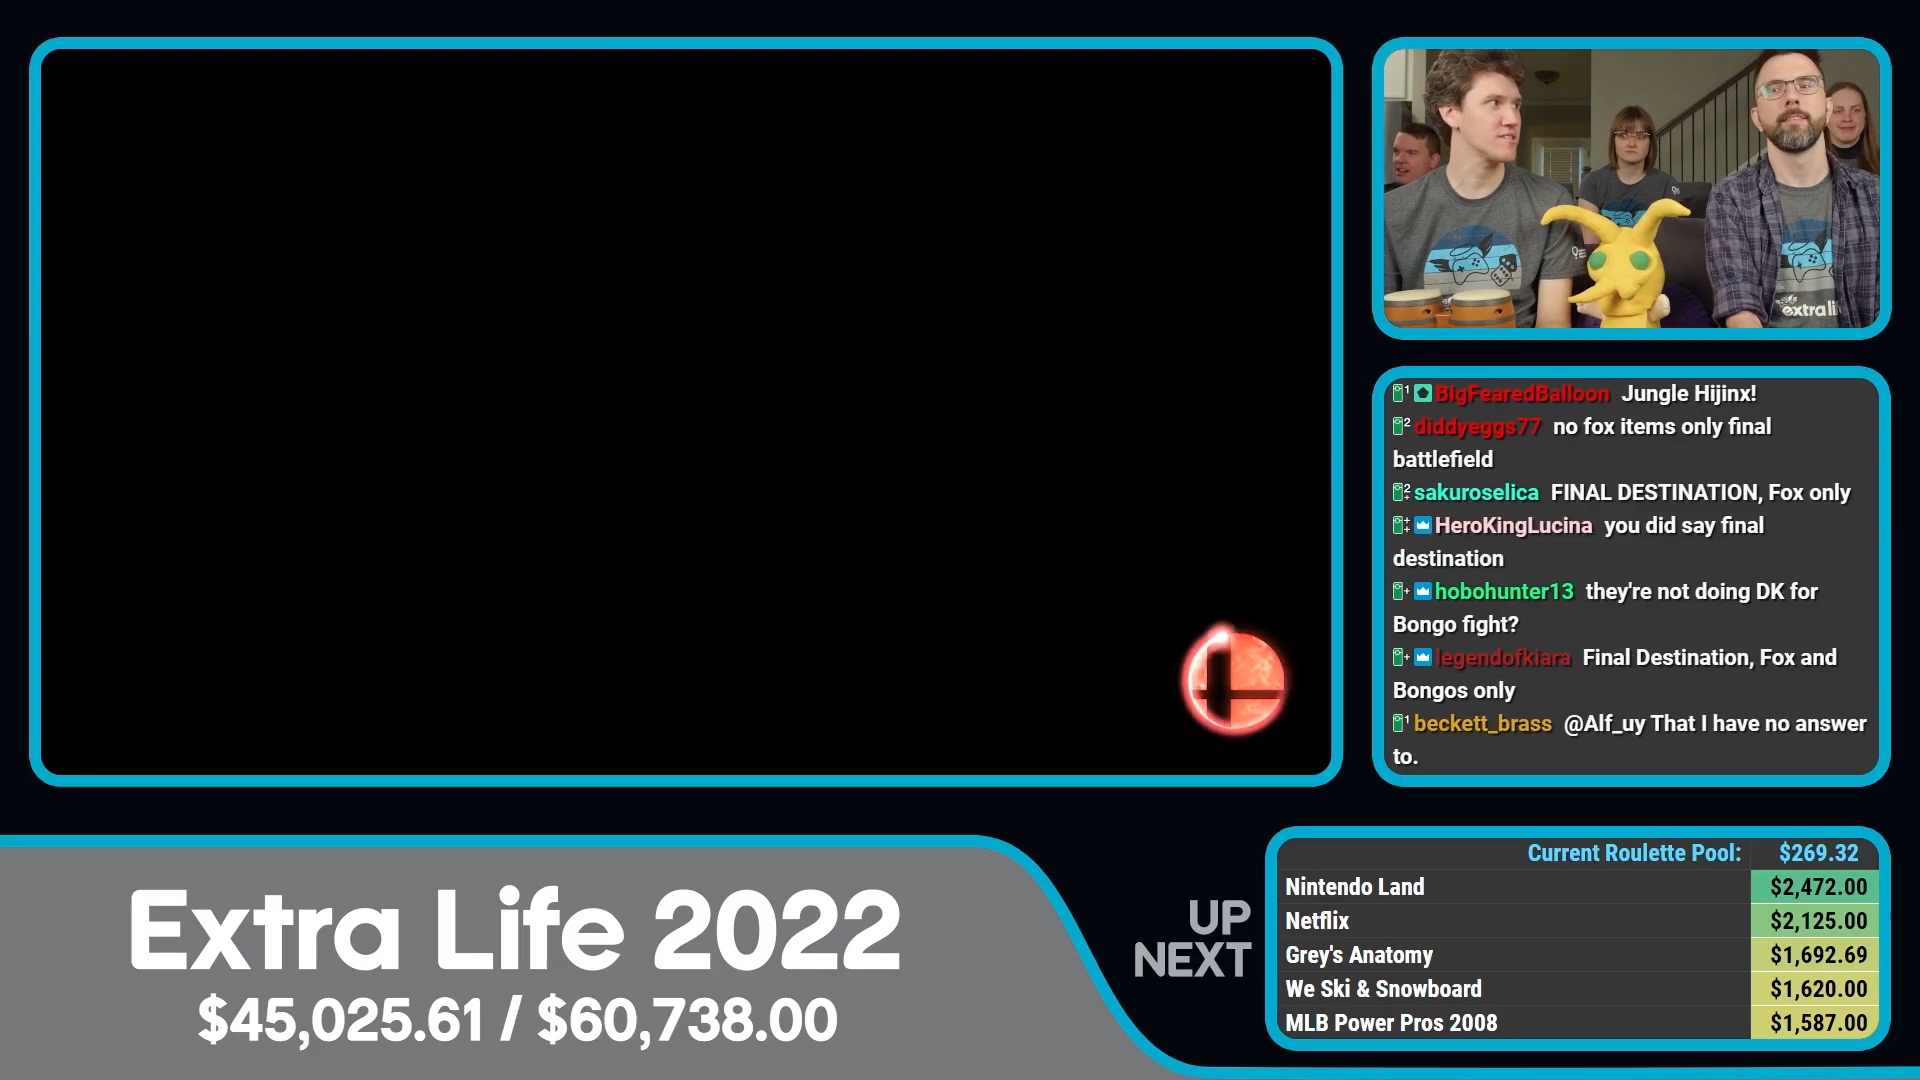 extra li
BigFearedBalloon Jungle Hijinx!
diddyeggs77 no fox items only final
battlefield
sakuroselica FINAL DESTINATION, Fox only
HeroKingLucina you did say final
destination
hobohunter13 they're not doing DK for
Bongo fight?
legendofkiara Final Destination, Fox and
Bongos only
beckett_brass @Alf_uy That I have no answer
to.
Extra Life 2022
$45,025.61 / $60,738.00
UP
NEXT
Current Roulette Pool: $269.32
Nintendo Land $2,472.00
Netflix $2,125.00
Grey's Anatomy $1,692.69
We Ski & Snowboard $1,620.00
MLB Power Pros 2008 $1,587.00